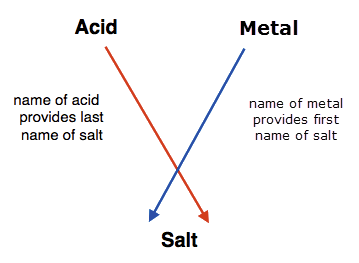 Acid
Metal
name of acid
provides last
name of salt
name of metal
provides first
name of salt
Salt